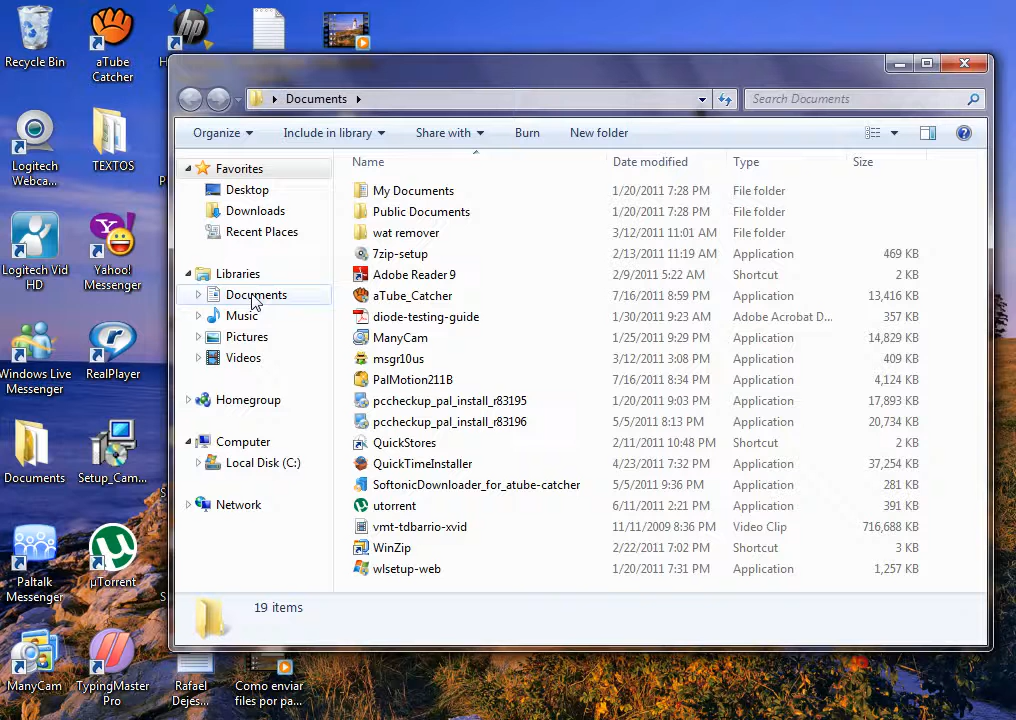 Recycle Bin
aTube
Catcher
Logitech
Webca...
TEXTOS
Logitech Vid
HD
Yahoo!
Messenger
Windows Live
Messenger
RealPlayer
Documents
Setup_Cam...
Paltalk
Messenger
µTorrent
ManyCam
TypingMaster
Pro
Rafael
Dejes...
Como enviar
files por pa...
Documents
Search Documents
Organize
Include in library
Share with
Burn
New folder
Favorites
Desktop
Downloads
Recent Places
Libraries
Documents
Music
Pictures
Videos
Homegroup
Computer
Local Disk (C:)
Network
Name Date modified Type Size
My Documents 1/20/2011 7:28 PM File folder
Public Documents 1/20/2011 7:28 PM File folder
wat remover 3/12/2011 11:01 AM File folder
7zip-setup 2/13/2011 11:19 AM Application 469 KB
Adobe Reader 9 2/9/2011 5:22 AM Shortcut 2 KB
aTube_Catcher 7/16/2011 8:59 PM Application 13,416 KB
diode-testing-guide 1/30/2011 9:23 AM Adobe Acrobat D... 357 KB
ManyCam 1/25/2011 9:29 PM Application 14,829 KB
msgr10us 3/12/2011 3:08 PM Application 409 KB
PalMotion211B 7/16/2011 8:34 PM Application 4,124 KB
pccheckup_pal_install_r83195 1/20/2011 9:03 PM Application 17,893 KB
pccheckup_pal_install_r83196 5/5/2011 8:13 PM Application 20,734 KB
QuickStores 2/11/2011 10:48 PM Shortcut 2 KB
QuickTimeInstaller 4/23/2011 7:32 PM Application 37,254 KB
SoftonicDownloader_for_atube-catcher 5/5/2011 9:36 PM Application 281 KB
utorrent 6/11/2011 2:21 PM Application 391 KB
vmt-tdbarrio-xvid 11/11/2009 8:36 PM Video Clip 716,688 KB
WinZip 2/22/2011 7:02 PM Shortcut 3 KB
wlsetup-web 1/20/2011 7:31 PM Application 1,257 KB
19 items